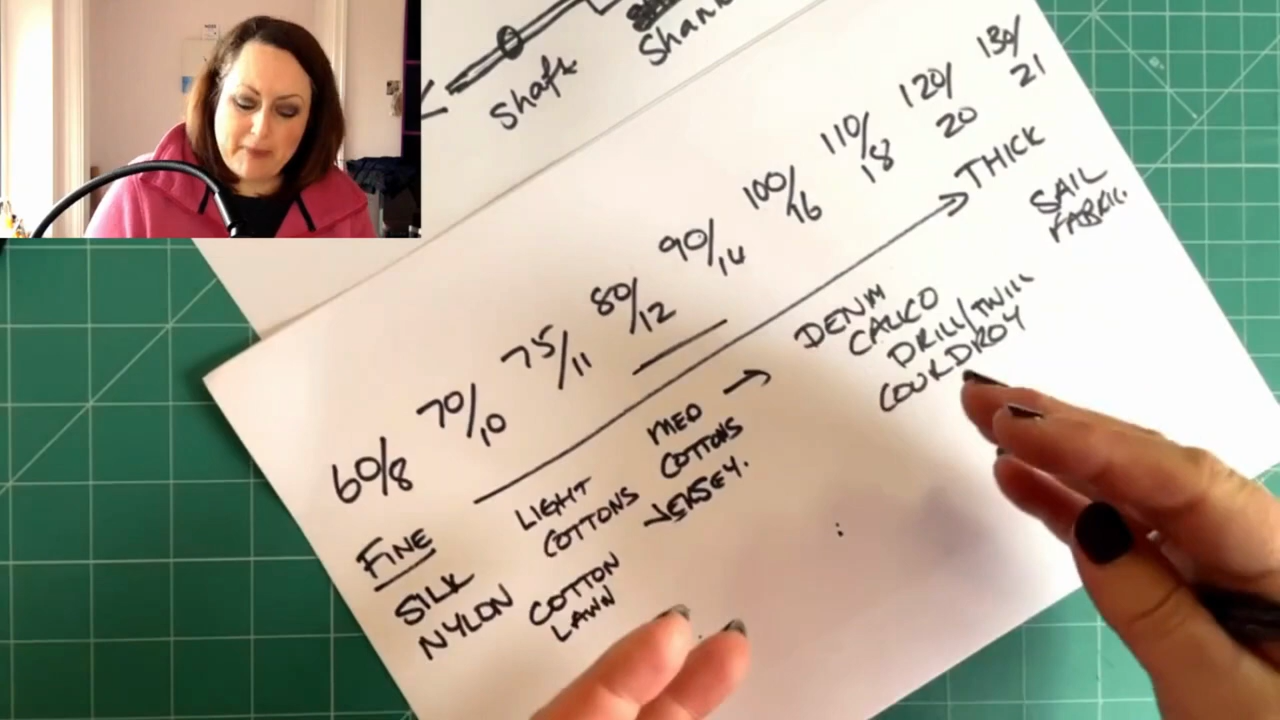 Shaft
Shank
60/8
70/10
75/11
80/12
90/14
100/16
110/18
120/20
130/21
THICK
FINE
SILK
NYLON
LIGHT
COTTONS
COTTON
LAWN
MED
COTTONS
JERSEY.
DENIM
CALICO
DRILL/TWILL
COURDROY
SAIL
FABRIC.